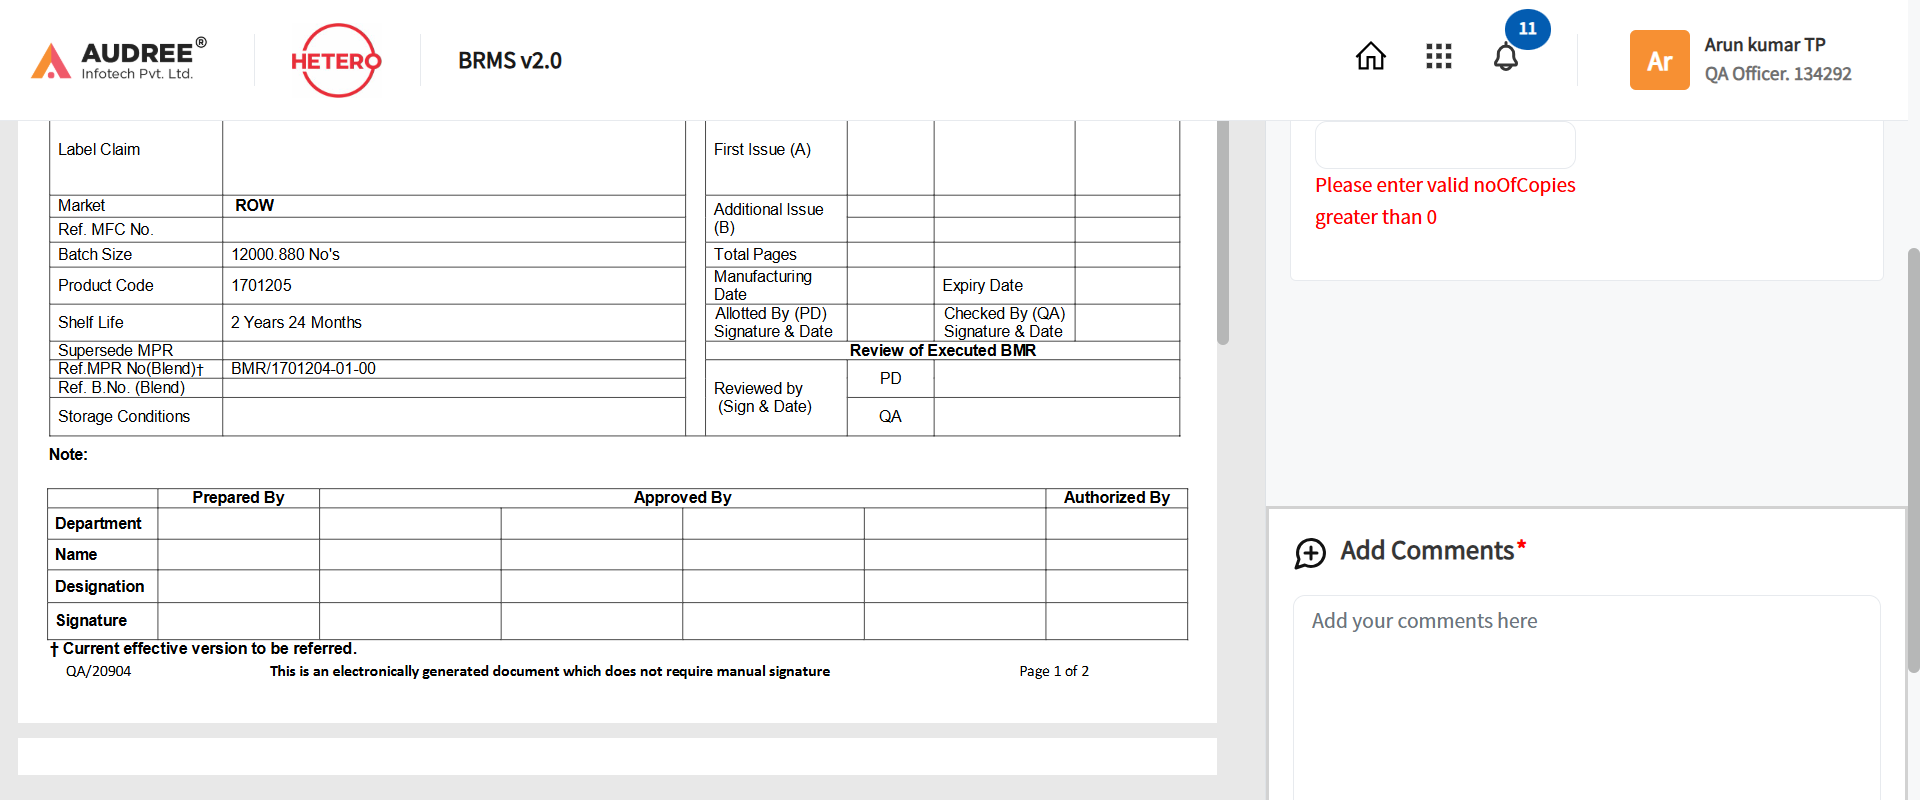 AUDREE®
Infotech Pvt. Ltd.
HETERO
BRMS v2.0
11
Ar
Arun kumar TP
QA Officer. 134292
Label Claim
First Issue (A)
Market
ROW
Additional Issue
(B)
Ref. MFC No.
Batch Size
12000.880 No's
Total Pages
Product Code
1701205
Manufacturing
Date
Expiry Date
Shelf Life
2 Years 24 Months
Allotted By (PD)
Signature & Date
Checked By (QA)
Signature & Date
Supersede MPR
Review of Executed BMR
Ref.MPR No(Blend)†
BMR/1701204-01-00
Ref. B.No. (Blend)
Reviewed by
(Sign & Date)
PD
Storage Conditions
QA
Note:
Prepared By
Approved By
Authorized By
Department
Name
Designation
Signature
† Current effective version to be referred.
QA/20904
This is an electronically generated document which does not require manual signature
Page 1 of 2
Please enter valid noOfCopies
greater than 0
Add Comments*
Add your comments here